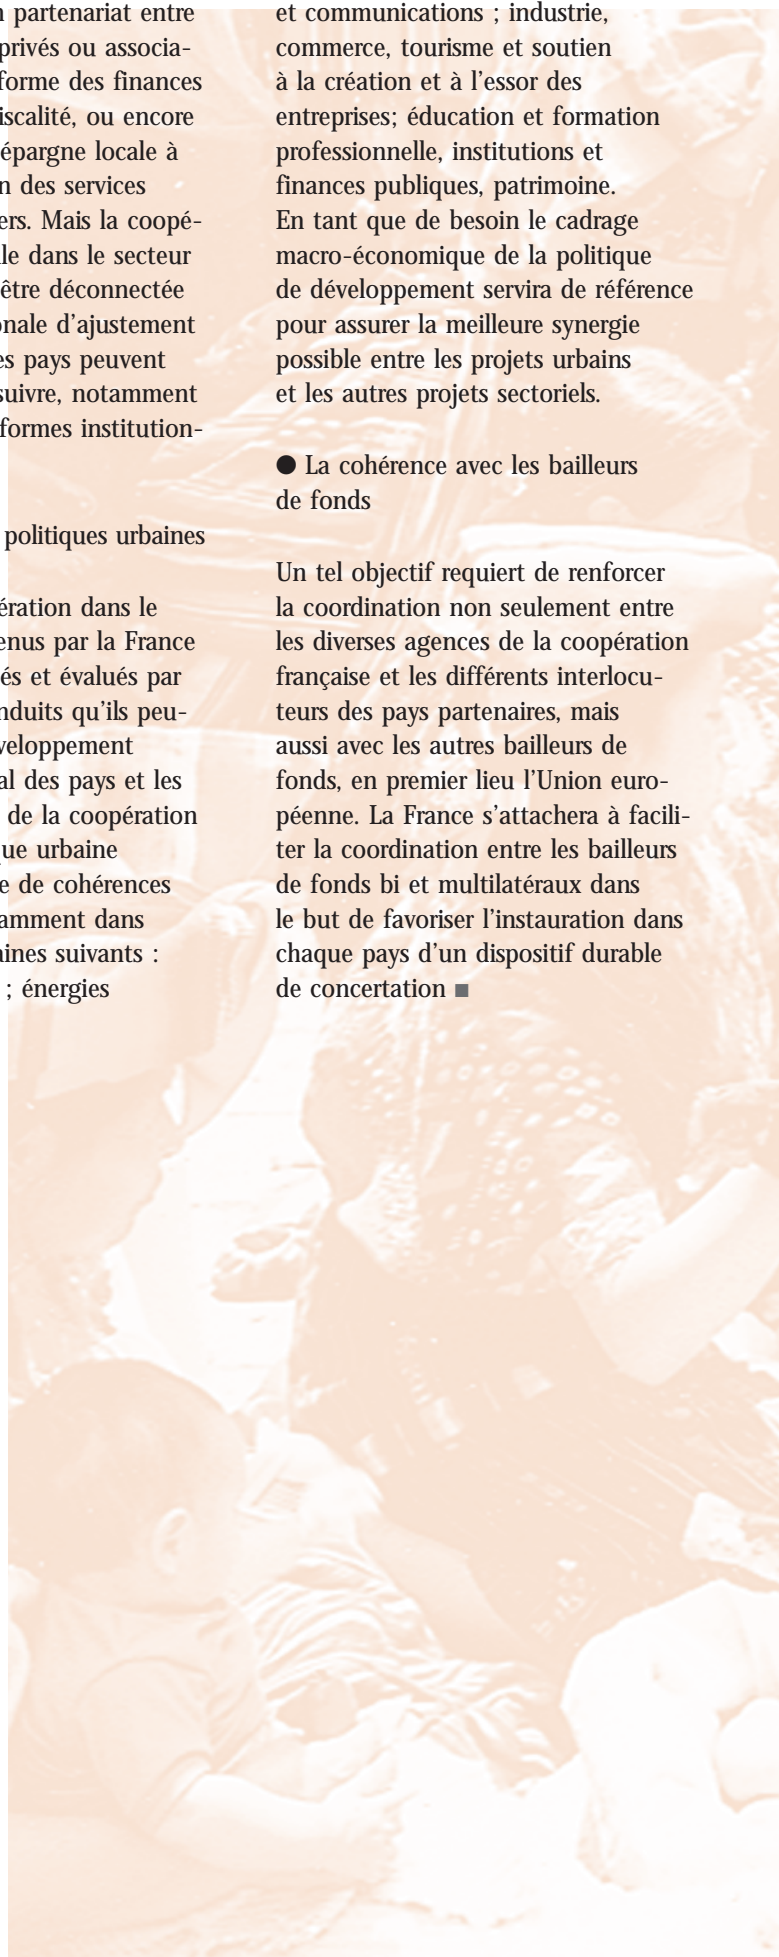 partenariat entre
privés ou associa-
forme des finances
iscalité, ou encore
épargne locale à
n des services
ers. Mais la coopé-
le dans le secteur
être déconnectée
onale d'ajustement
es pays peuvent
suivre, notamment
formes institution-
politiques urbaines
ération dans le
enus par la France
és et évalués par
nduits qu'ils peu-
veloppement
al des pays et les
de la coopération
ue urbaine
e de cohérences
amment dans
aines suivants :
; énergies
et communications ; industrie,
commerce, tourisme et soutien
à la création et à l'essor des
entreprises; éducation et formation
professionnelle, institutions et
finances publiques, patrimoine.
En tant que de besoin le cadrage
macro-économique de la politique
de développement servira de référence
pour assurer la meilleure synergie
possible entre les projets urbains
et les autres projets sectoriels.
● La cohérence avec les bailleurs
de fonds
Un tel objectif requiert de renforcer
la coordination non seulement entre
les diverses agences de la coopération
française et les différents interlocu-
teurs des pays partenaires, mais
aussi avec les autres bailleurs de
fonds, en premier lieu l'Union euro-
péenne. La France s'attachera à facili-
ter la coordination entre les bailleurs
de fonds bi et multilatéraux dans
le but de favoriser l'instauration dans
chaque pays d'un dispositif durable
de concertation ■